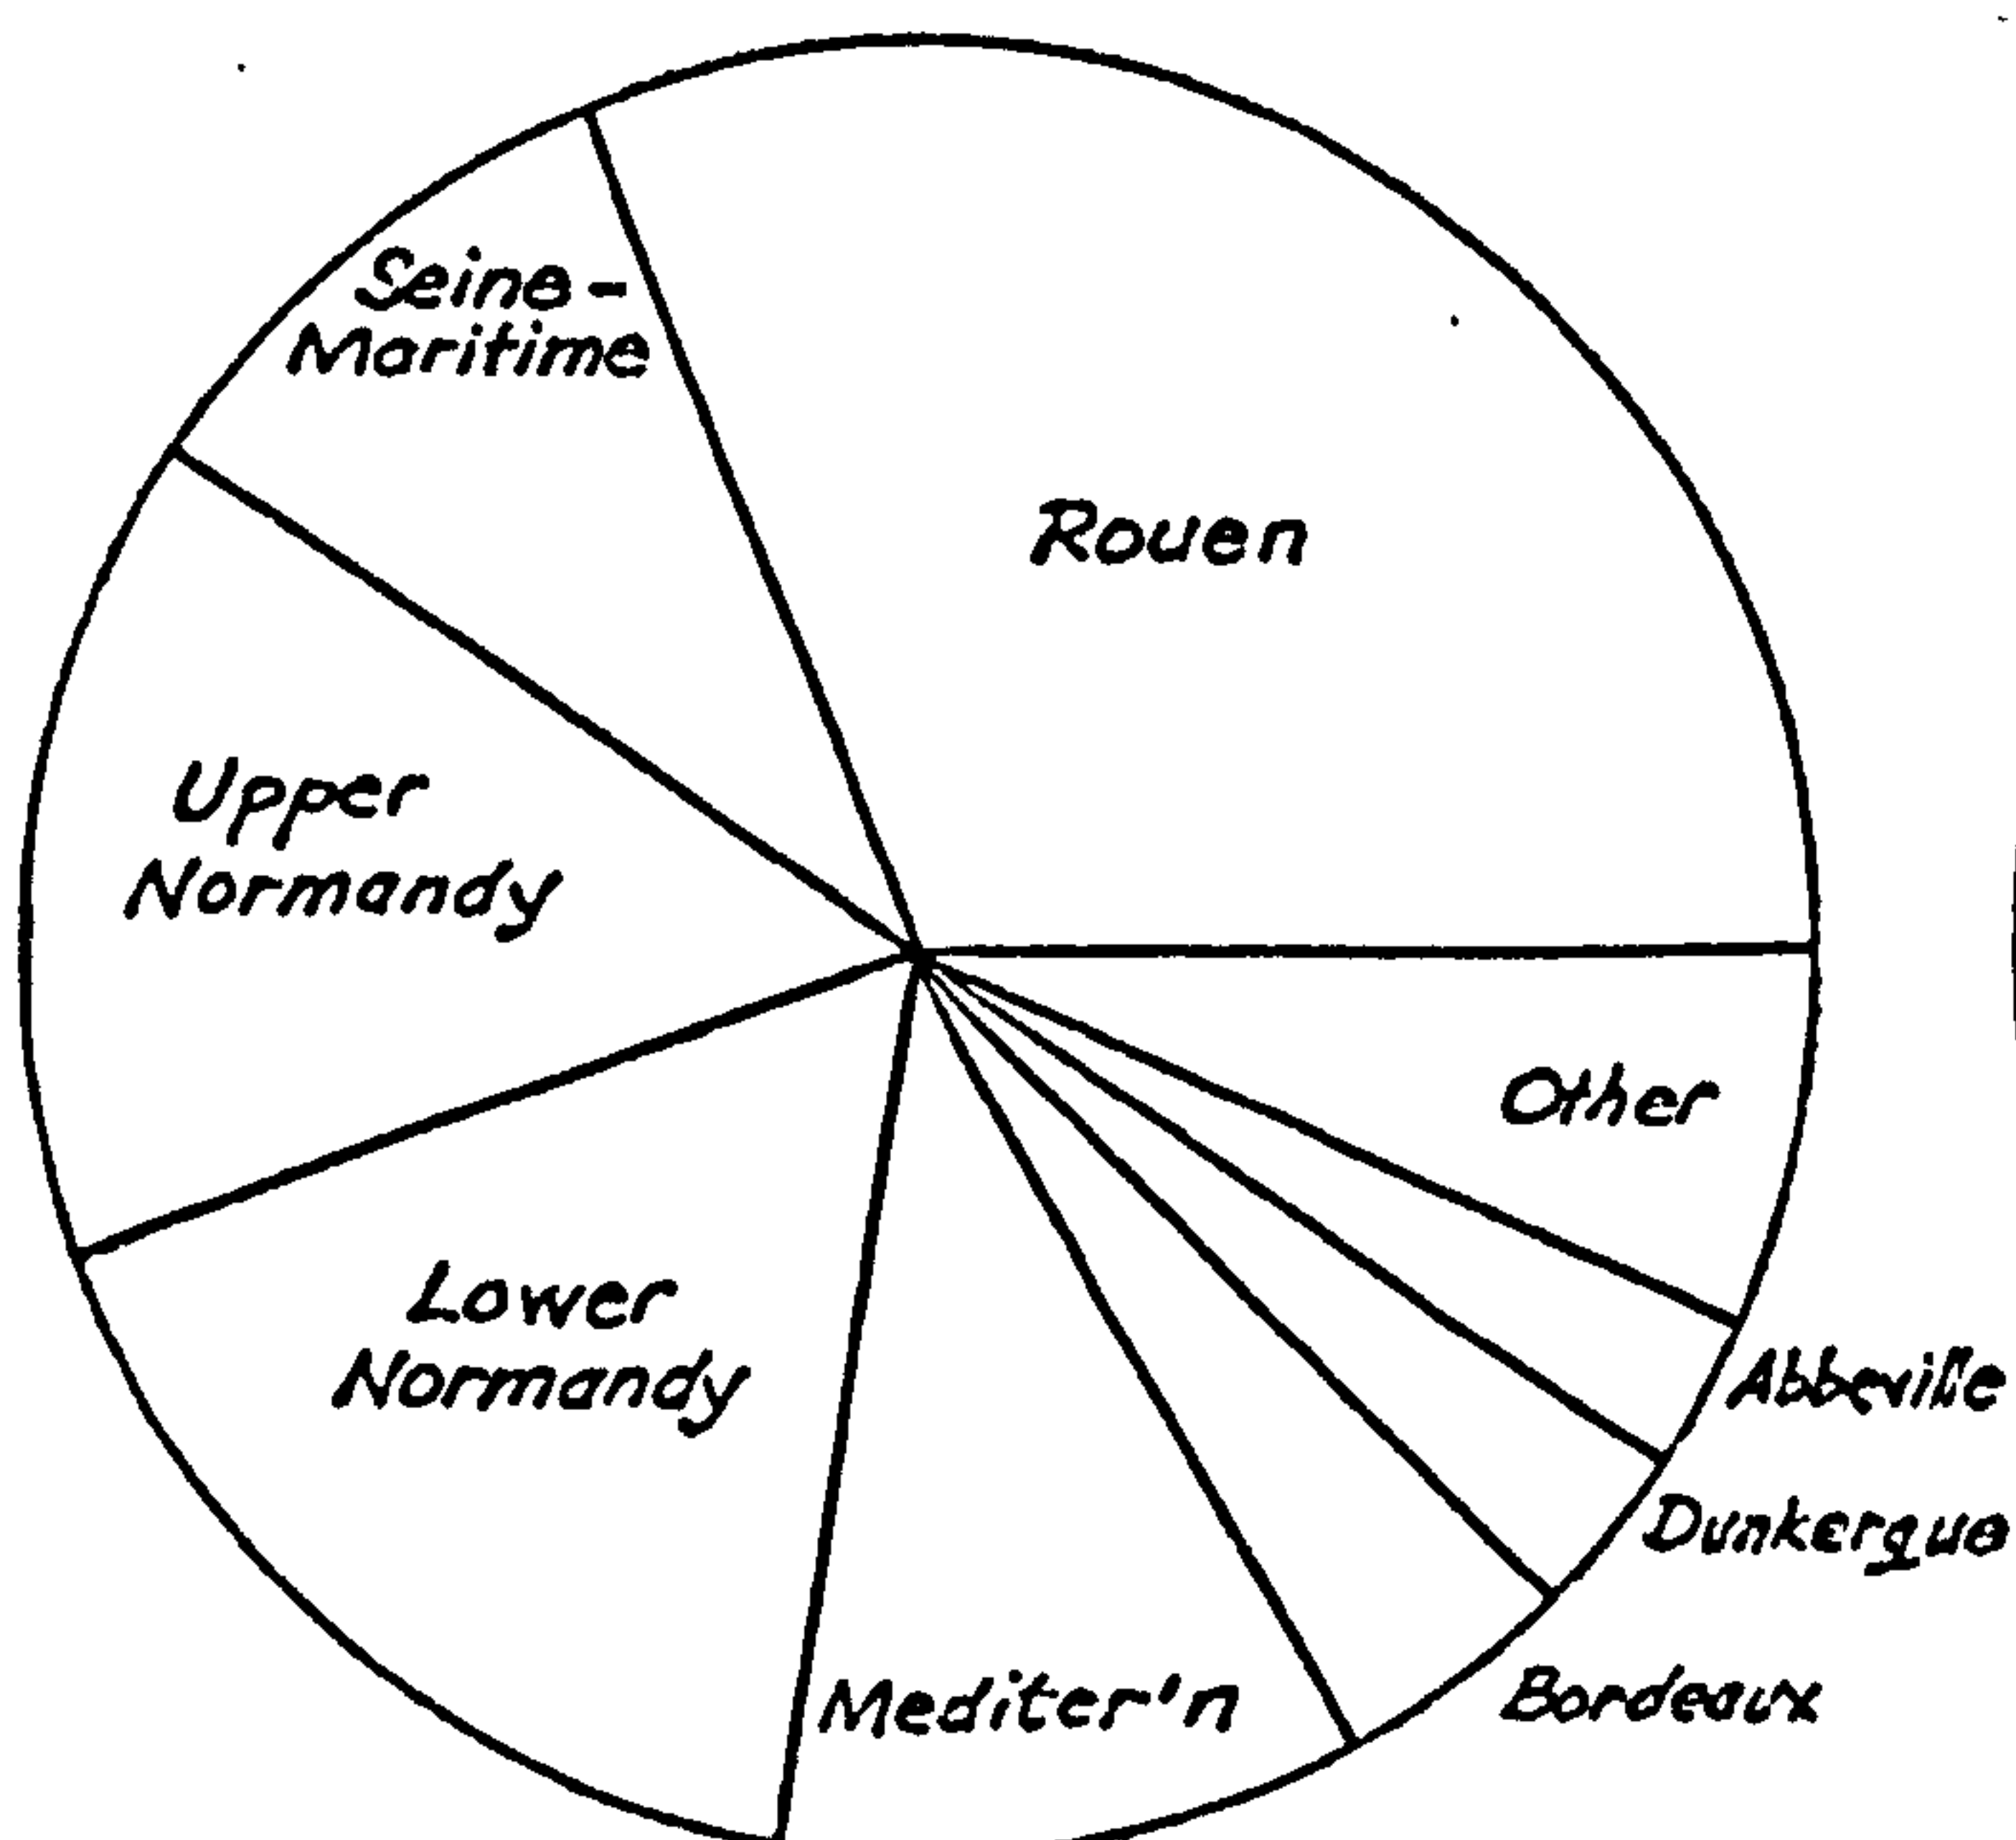 Seine-
Maritime
Rouen
Upper
Normandy
Other
Lower
Normandy
Abbeville
Dunkerque
Mediter'n
Bordeaux